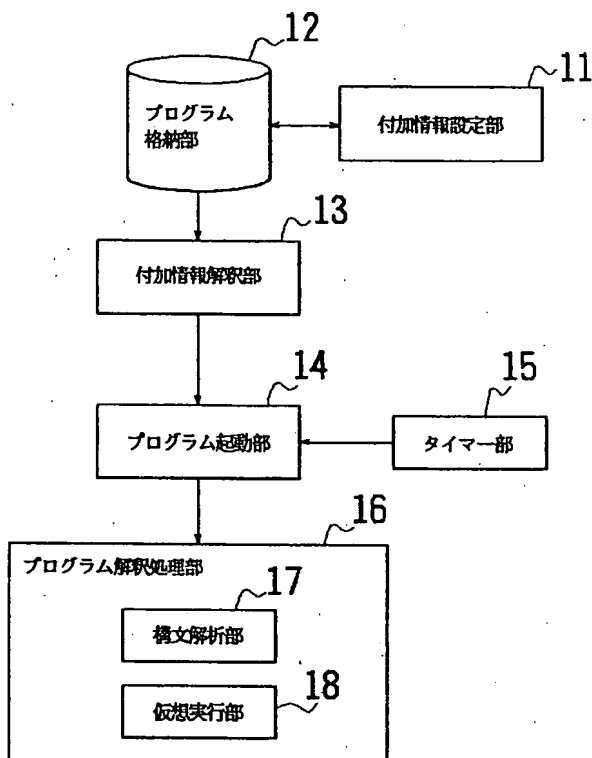 12
11
プログラム
格納部
付加情報設定部
13
付加情報解釈部
14
15
プログラム起動部
タイマー部
16
プログラム解釈処理部
17
構文解析部
18
仮想実行部